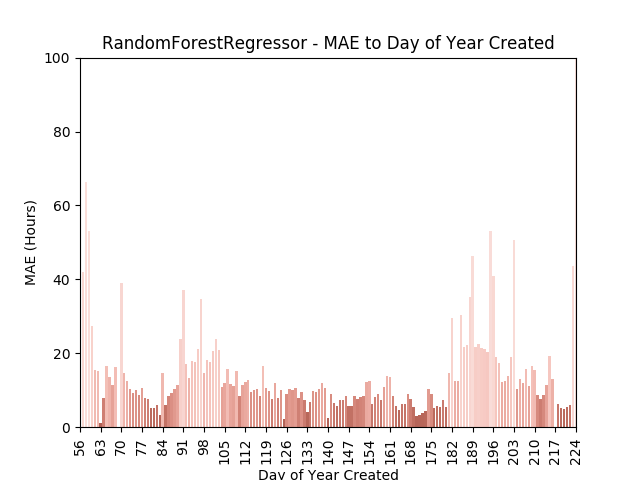 RandomForestRegressor - MAE to Day of Year Created
100
80
60
40
20
0
MAE (Hours)
56 63 70 77 84 91 98 105 112 119 126 133 140 147 154 161 168 175 182 189 196 203 210 217 224
Day of Year Created